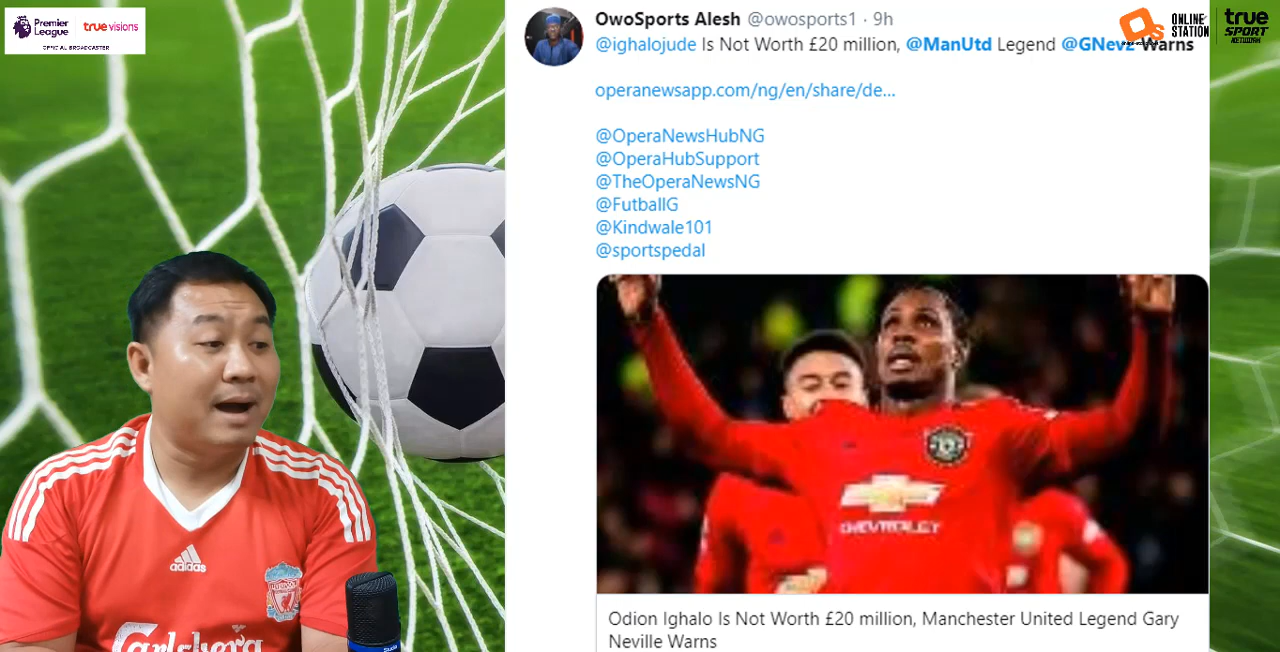 Premier League
true visions
OFFICIAL BROADCASTER
OwoSports Alesh @owosports1 · 9h
@ighalojude Is Not Worth £20 million, @ManUtd Legend @GNev2 Warns
operanewsapp.com/ng/en/share/de...
@OperaNewsHubNG
@OperaHubSupport
@TheOperaNewsNG
@FutballG
@Kindwale101
@sportspedal
ONLINE STATION
true SPORT NETWORK
CHEVROLET
adidas
Carlsberg
Odion Ighalo Is Not Worth £20 million, Manchester United Legend Gary
Neville Warns